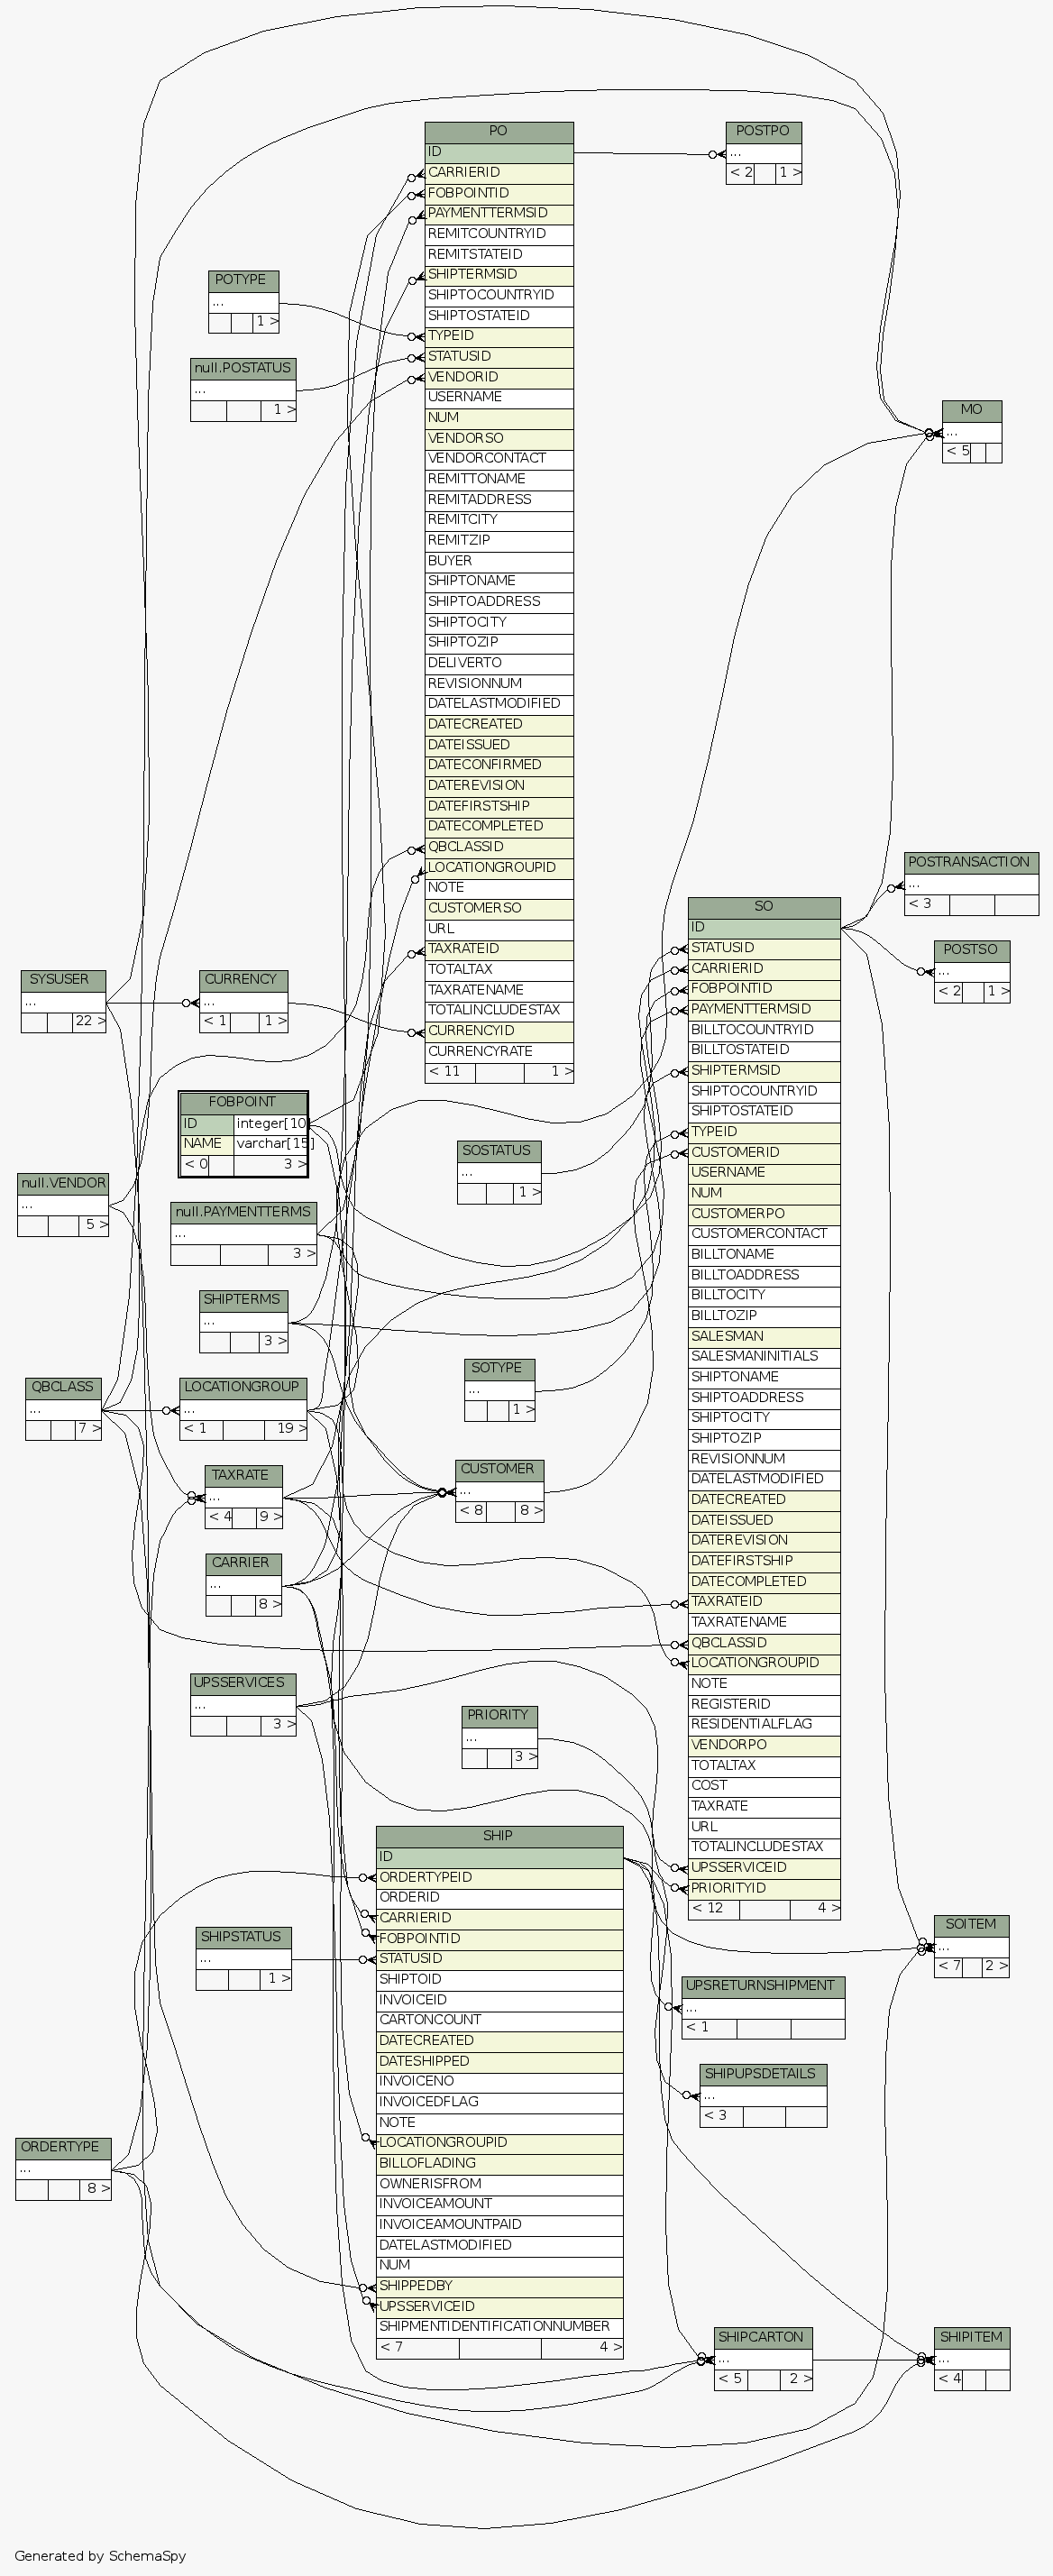 PO
ID
CARRIERID
FOBPOINTID
PAYMENTTERMSID
REMITCOUNTRYID
REMITSTATEID
SHIPTERMSID
SHIPTOCOUNTRYID
SHIPTOSTATEID
TYPEID
STATUSID
VENDORID
USERNAME
NUM
VENDORSO
VENDORCONTACT
REMITTONAME
REMITADDRESS
REMITCITY
REMITZIP
BUYER
SHIPTONAME
SHIPTOADDRESS
SHIPTOCITY
SHIPTOZIP
DELIVERTO
REVISIONNUM
DATELASTMODIFIED
DATECREATED
DATEISSUED
DATECONFIRMED
DATEREVISION
DATEFIRSTSHIP
DATECOMPLETED
QBCLASSID
LOCATIONGROUPID
NOTE
CUSTOMERSO
URL
TAXRATEID
TOTALTAX
TAXRATENAME
TOTALINCLUDESTAX
CURRENCYID
CURRENCYRATE
< 11 1 >
POSTPO
...
< 2 1 >
POTYPE
...
1 >
null.POSTATUS
...
1 >
MO
...
< 5
POSTRANSACTION
...
< 3
POSTSO
...
< 2 1 >
SYSUSER
...
22 >
CURRENCY
...
< 1 1 >
FOBPOINT
ID integer[10
NAME varchar[15]
< 0 3 >
null.VENDOR
...
5 >
null.PAYMENTTERMS
...
3 >
SHIPTERMS
...
3 >
QBCLASS
...
7 >
LOCATIONGROUP
...
< 1 19 >
TAXRATE
...
< 4 9 >
CARRIER
...
8 >
UPSSERVICES
...
3 >
SOSTATUS
...
1 >
SOTYPE
...
1 >
CUSTOMER
...
< 8 8 >
PRIORITY
...
3 >
SO
ID
STATUSID
CARRIERID
FOBPOINTID
PAYMENTTERMSID
BILLTOCOUNTRYID
BILLTOSTATEID
SHIPTERMSID
SHIPTOCOUNTRYID
SHIPTOSTATEID
TYPEID
CUSTOMERID
USERNAME
NUM
CUSTOMERPO
CUSTOMERCONTACT
BILLTONAME
BILLTOADDRESS
BILLTOCITY
BILLTOZIP
SALESMAN
SALESMANINITIALS
SHIPTONAME
SHIPTOADDRESS
SHIPTOCITY
SHIPTOZIP
REVISIONNUM
DATELASTMODIFIED
DATECREATED
DATEISSUED
DATEREVISION
DATEFIRSTSHIP
DATECOMPLETED
TAXRATEID
TAXRATENAME
QBCLASSID
LOCATIONGROUPID
NOTE
REGISTERID
RESIDENTIALFLAG
VENDORPO
TOTALTAX
COST
TAXRATE
URL
TOTALINCLUDESTAX
UPSSERVICEID
PRIORITYID
< 12 4 >
SHIP
ID
ORDERTYPEID
ORDERID
CARRIERID
FOBPOINTID
STATUSID
SHIPTOID
INVOICEID
CARTONCOUNT
DATECREATED
DATESHIPPED
INVOICENO
INVOICEDFLAG
NOTE
LOCATIONGROUPID
BILLOFLADING
OWNERISFROM
INVOICEAMOUNT
INVOICEAMOUNTPAID
DATELASTMODIFIED
NUM
SHIPPEDBY
UPSSERVICEID
SHIPMENTIDENTIFICATIONNUMBER
< 7 4 >
SHIPSTATUS
...
1 >
ORDERTYPE
...
8 >
SOITEM
...
< 7 2 >
UPSRETURNSHIPMENT
...
< 1
SHIPUPSDETAILS
...
< 3
SHIPCARTON
...
< 5 2 >
SHIPITEM
...
< 4
Generated by SchemaSpy